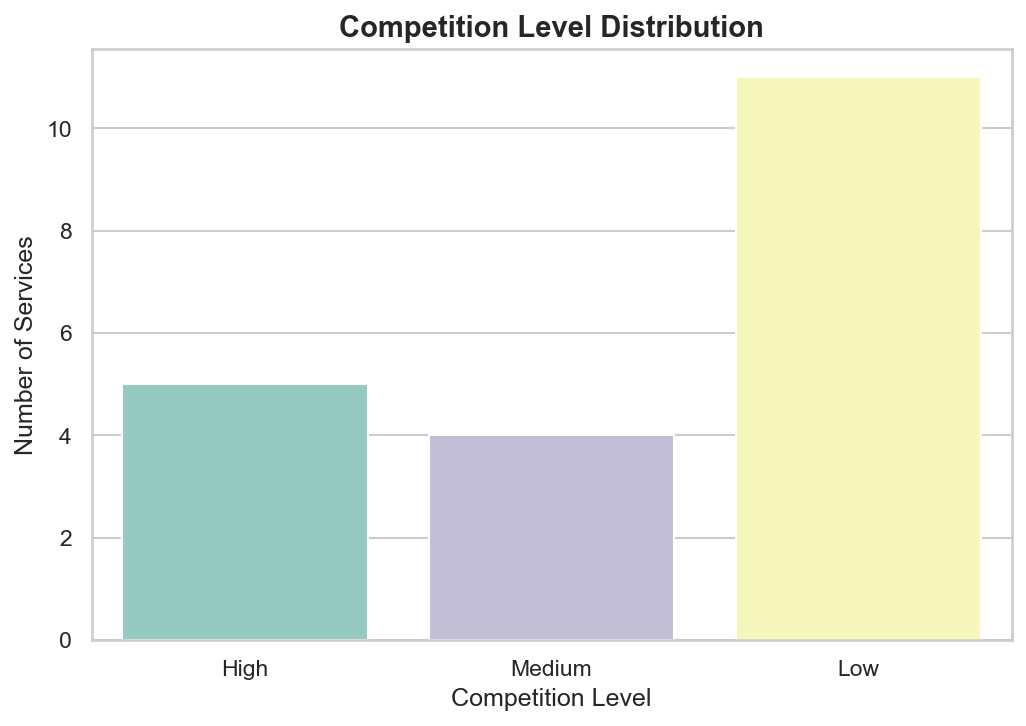 Competition Level Distribution
Number of Services
10
8
6
4
2
0
High Medium Low
Competition Level